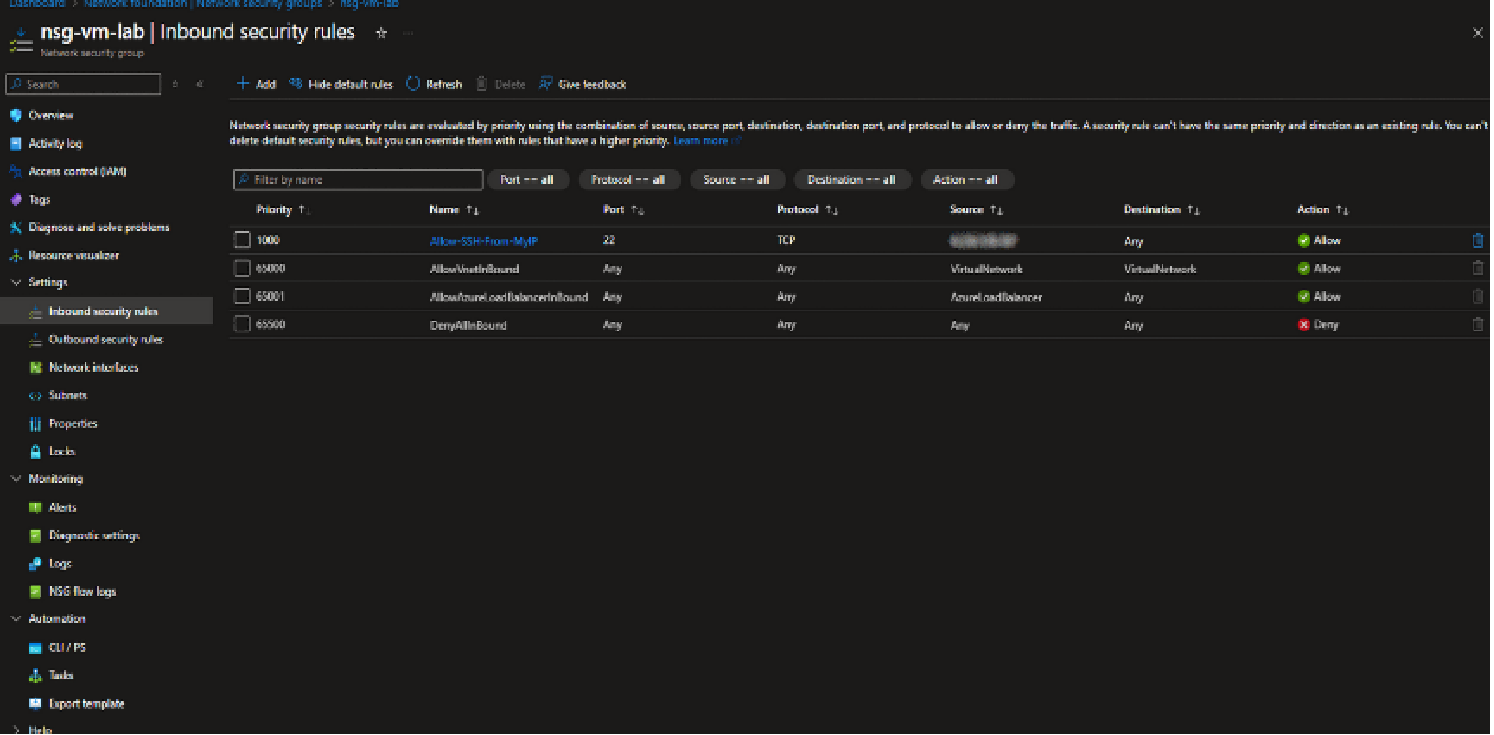 Dashboard > Network foundation | Network security groups > nsg-vm-lab
nsg-vm-lab | Inbound security rules
Network security group
Search
Add Hide default rules Refresh Delete Give feedback
Overview
Activity log
Access control (IAM)
Tags
Diagnose and solve problems
Resource visualizer
Settings
Inbound security rules
Outbound security rules
Network interfaces
Subnets
Properties
Locks
Monitoring
Alerts
Diagnostic settings
Logs
NSG flow logs
Automation
CLI / PS
Tasks
Export template
Help
Network security group security rules are evaluated by priority using the combination of source, source port, destination, destination port, and protocol to allow or deny the traffic. A security rule can't have the same priority and direction as an existing rule. You can't
delete default security rules, but you can override them with rules that have a higher priority. Learn more
Filter by name Port == all Protocol == all Source == all Destination == all Action == all
Priority ↑↓ Name ↑↓ Port ↑↓ Protocol ↑↓ Source ↑↓ Destination ↑↓ Action ↑↓
1000 Allow-SSH-From-MyIP 22 TCP Any Allow
65000 AllowVnetInBound Any Any VirtualNetwork VirtualNetwork Allow
65001 AllowAzureLoadBalancerInBound Any Any AzureLoadBalancer Any Allow
65500 DenyAllInBound Any Any Any Any Deny